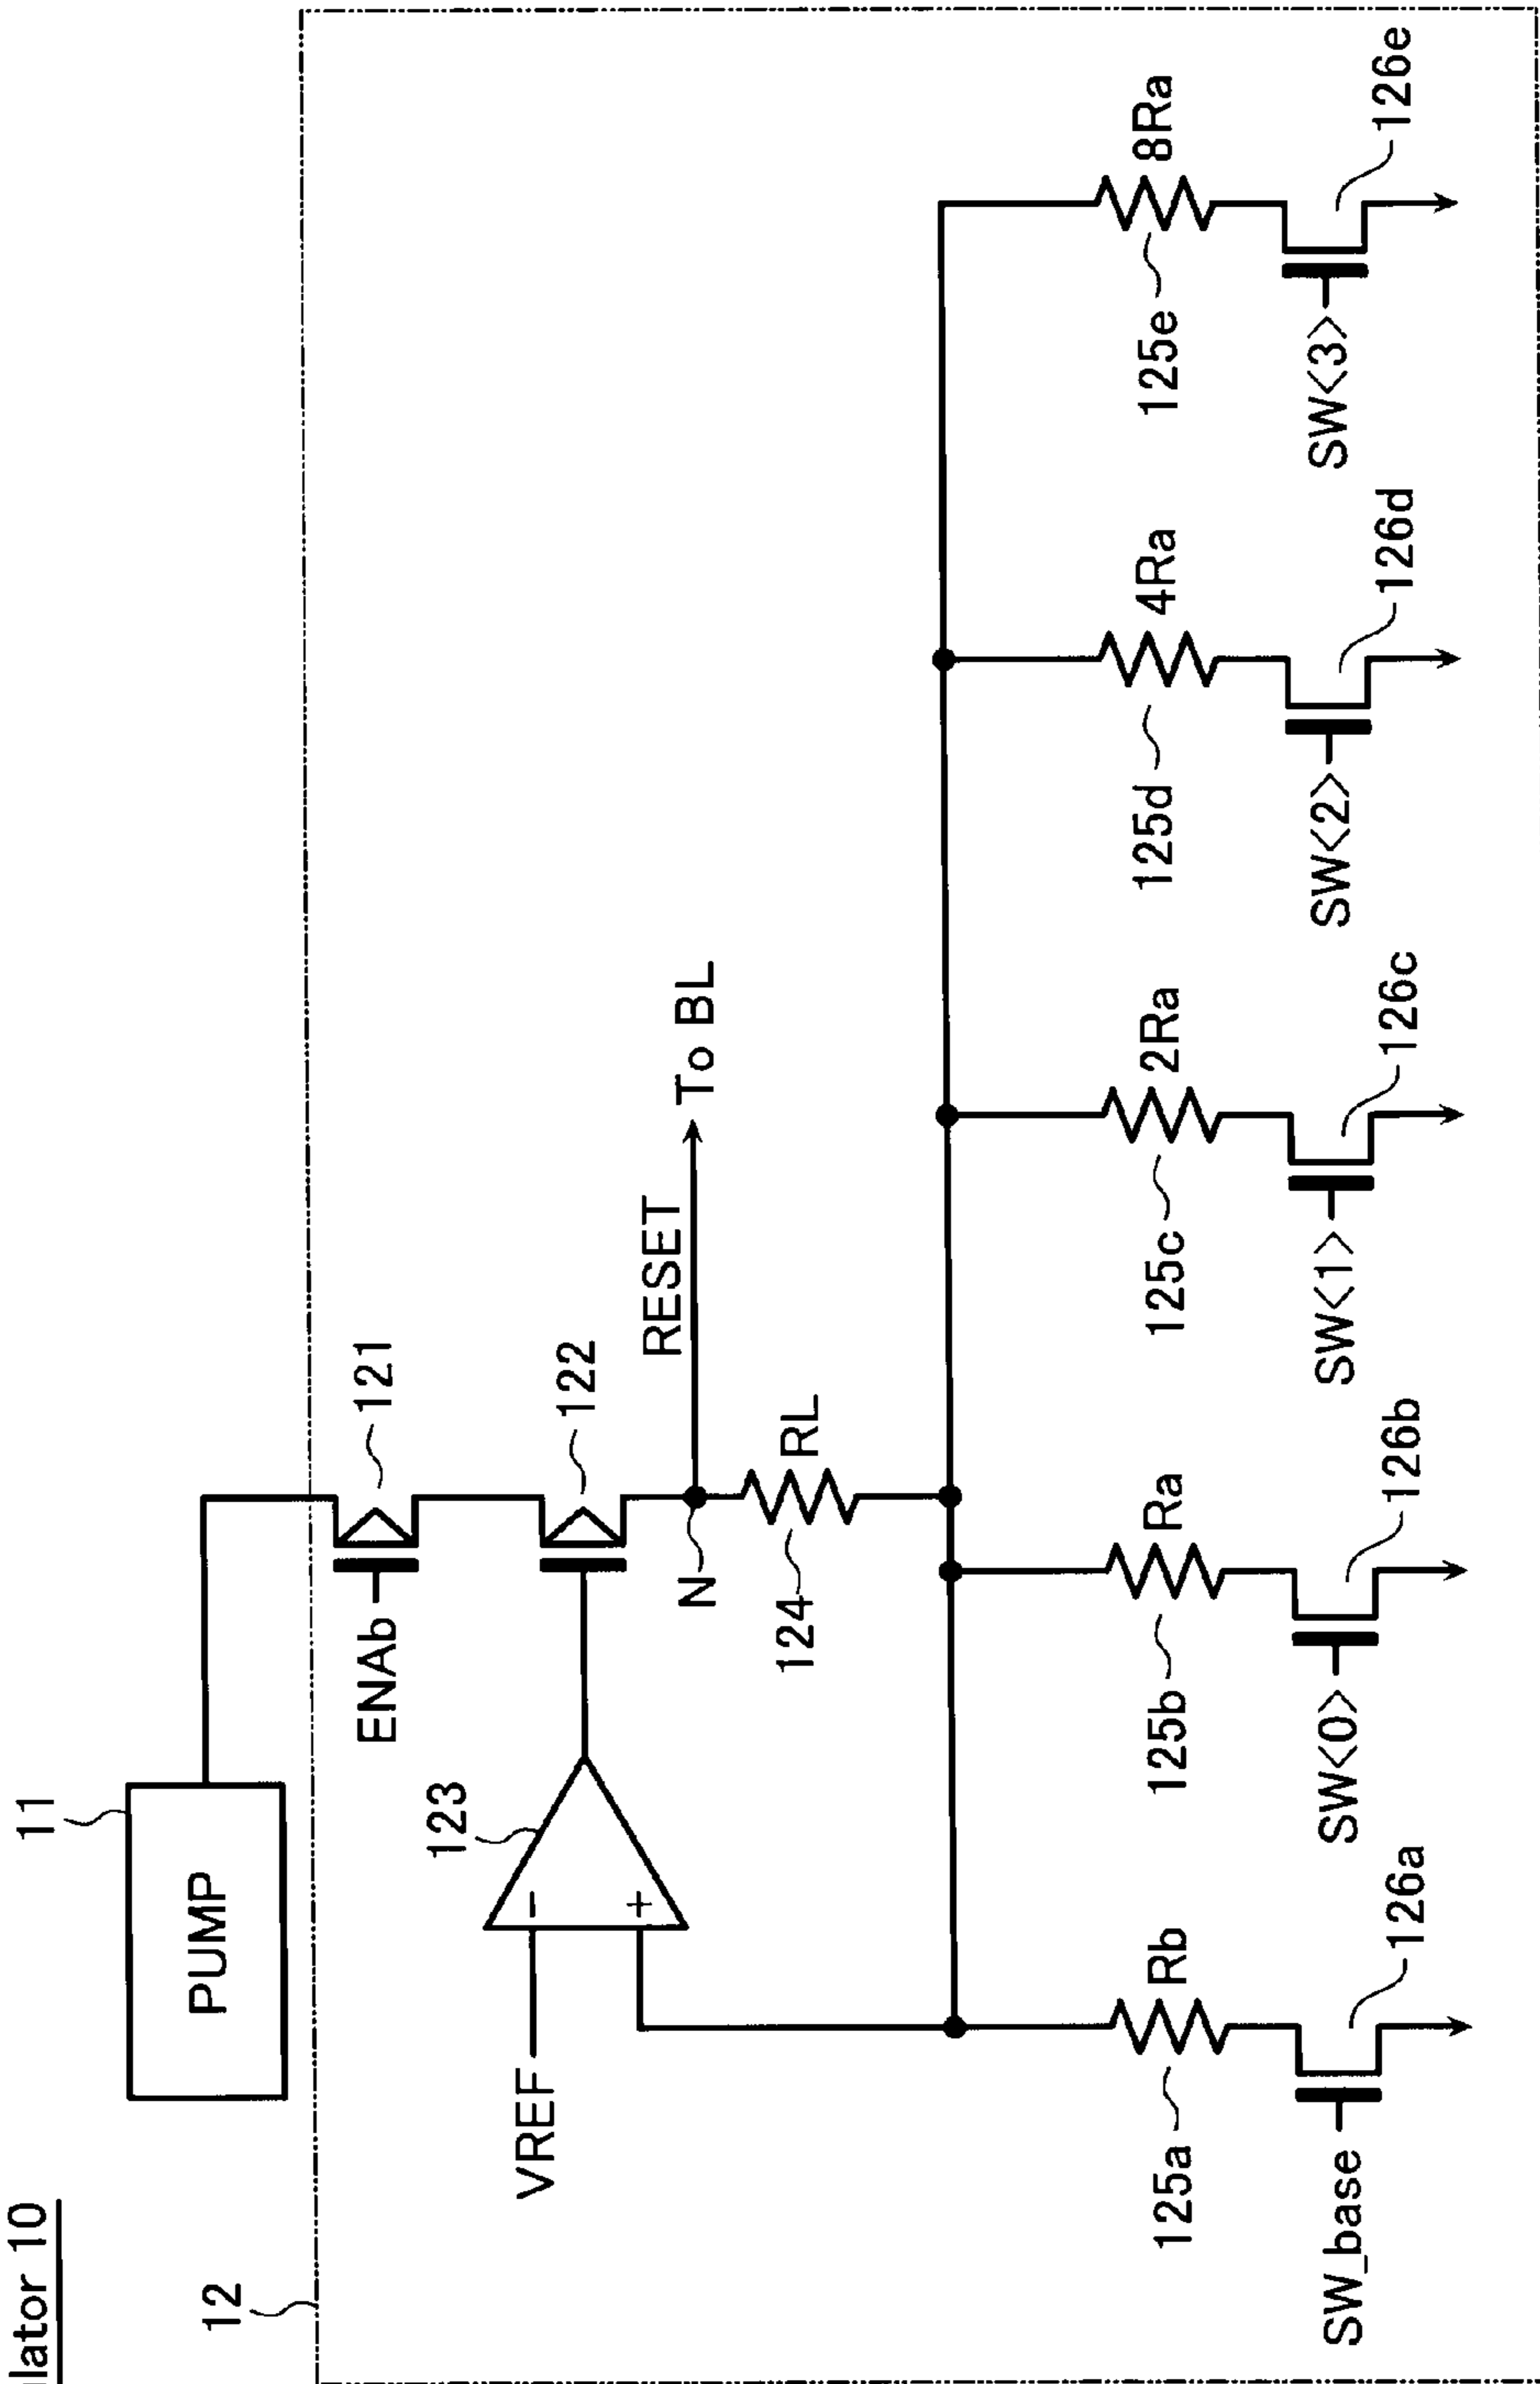 lator 10
11
PUMP
12
121
ENAb
122
123
VREF
−
+
N
RESET
To BL
124
RL
Rb
Ra
2Ra
4Ra
8Ra
125a
125b
125c
125d
125e
126a
126b
126c
126d
126e
SW_base
SW<0>
SW<1>
SW<2>
SW<3>